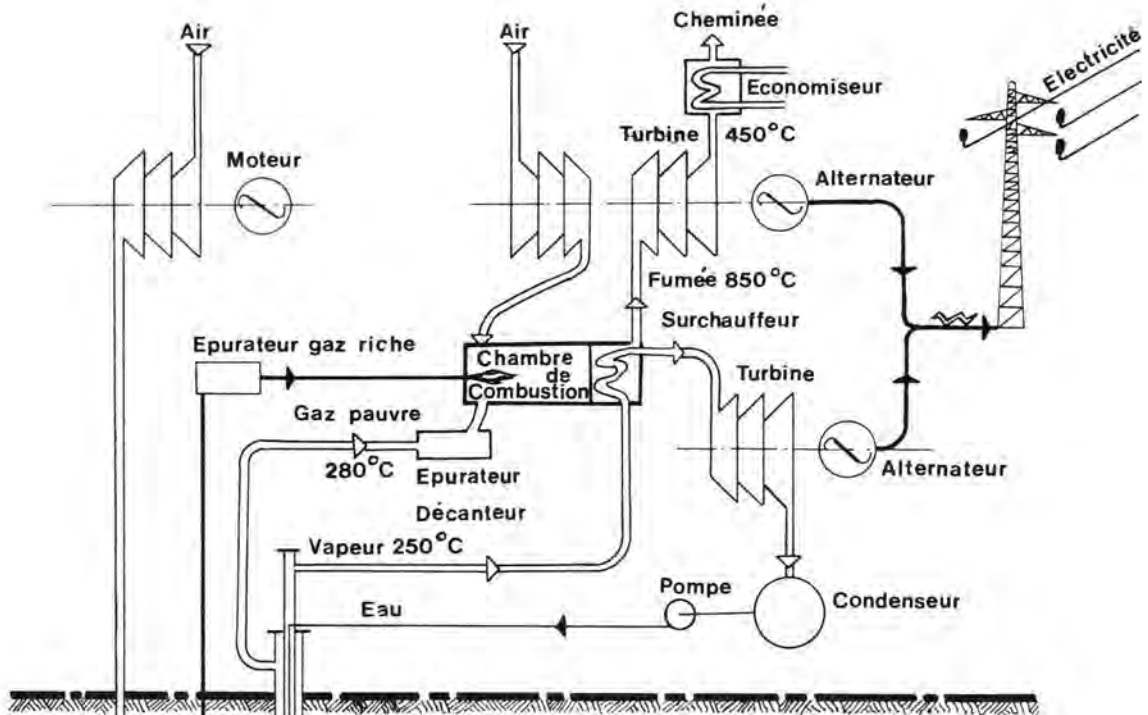 Air
Air
Cheminée
Electricité
Economiseur
Turbine
450°C
Moteur
Alternateur
Fumée 850°C
Surchauffeur
Epurateur gaz riche
Chambre
de
Combustion
Turbine
Gaz pauvre
280°C
Epurateur
Alternateur
Décanteur
Vapeur 250°C
Pompe
Condenseur
Eau